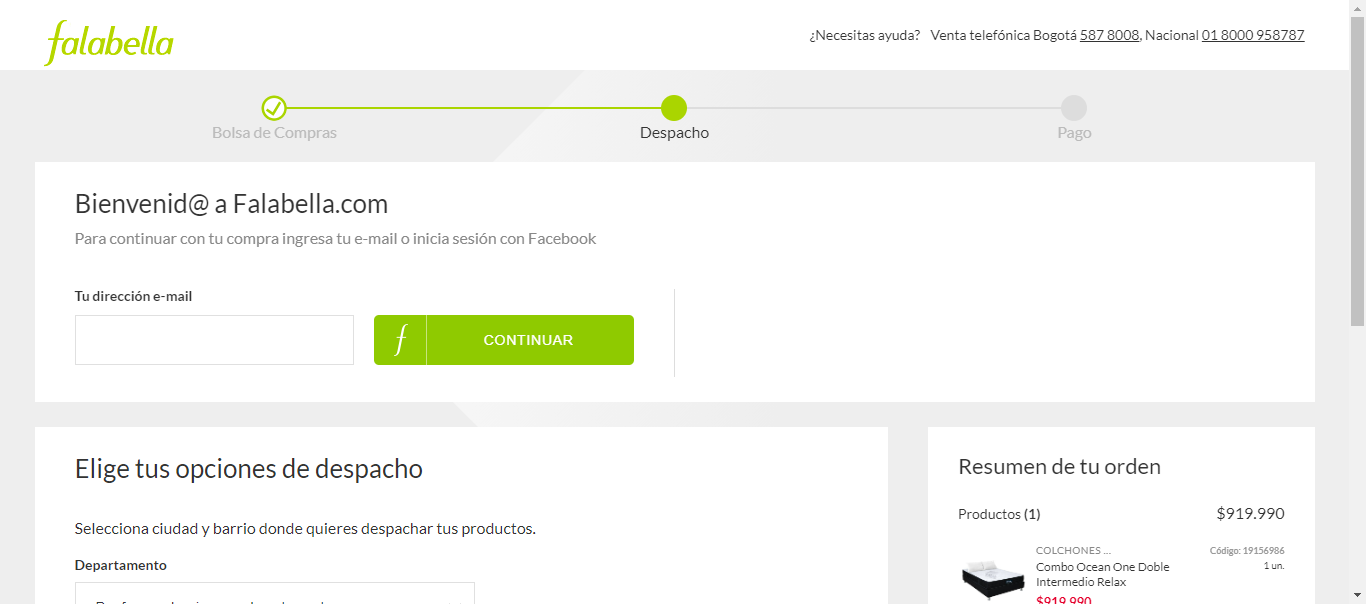 falabella
¿Necesitas ayuda? Venta telefónica Bogotá 587 8008, Nacional 01 8000 958787
Bolsa de Compras
Despacho
Pago
Bienvenid@ a Falabella.com
Para continuar con tu compra ingresa tu e-mail o inicia sesión con Facebook
Tu dirección e-mail
f CONTINUAR
Elige tus opciones de despacho
Selecciona ciudad y barrio donde quieres despachar tus productos.
Departamento
Resumen de tu orden
Productos (1) $919.990
COLCHONES ... Código: 19156986
Combo Ocean One Doble 1 un.
Intermedio Relax
$919.990